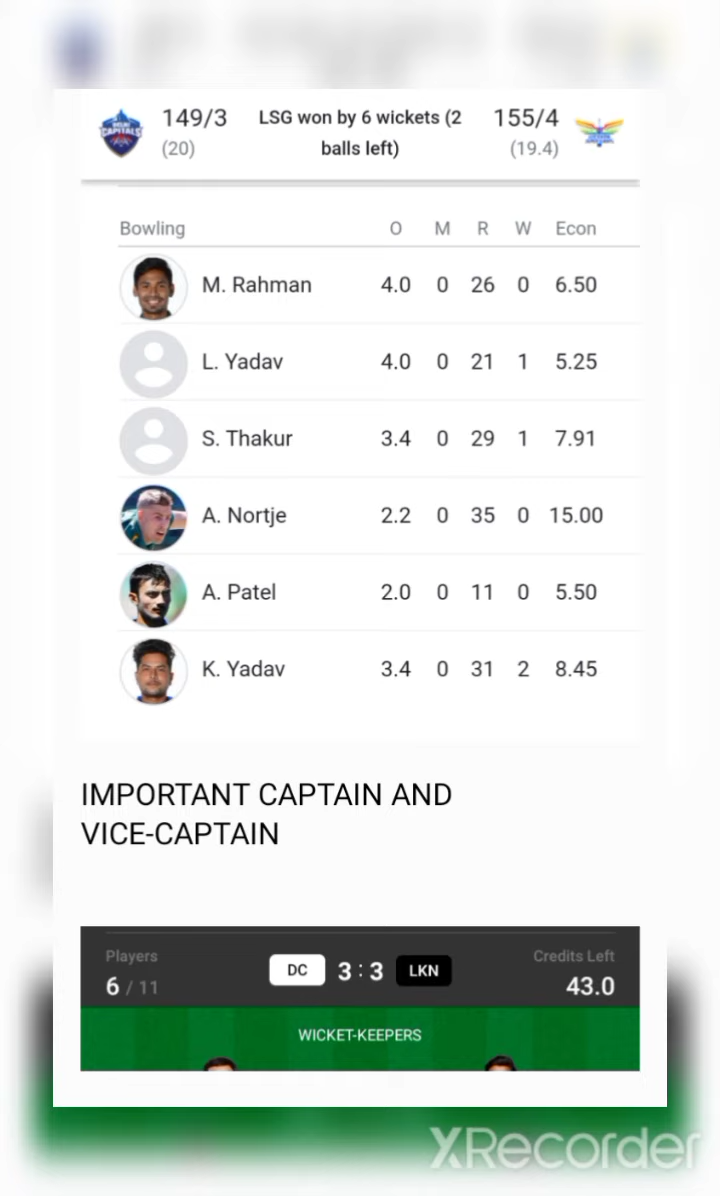 149/3 LSG won by 6 wickets (2 155/4
(20) balls left) (19.4)
CAPITALS
Bowling O M R W Econ
M. Rahman 4.0 0 26 0 6.50
L. Yadav 4.0 0 21 1 5.25
S. Thakur 3.4 0 29 1 7.91
A. Nortje 2.2 0 35 0 15.00
A. Patel 2.0 0 11 0 5.50
K. Yadav 3.4 0 31 2 8.45
IMPORTANT CAPTAIN AND
VICE-CAPTAIN
Players Credits Left
6 / 11 DC 3 : 3 LKN 43.0
WICKET-KEEPERS
XRecorder